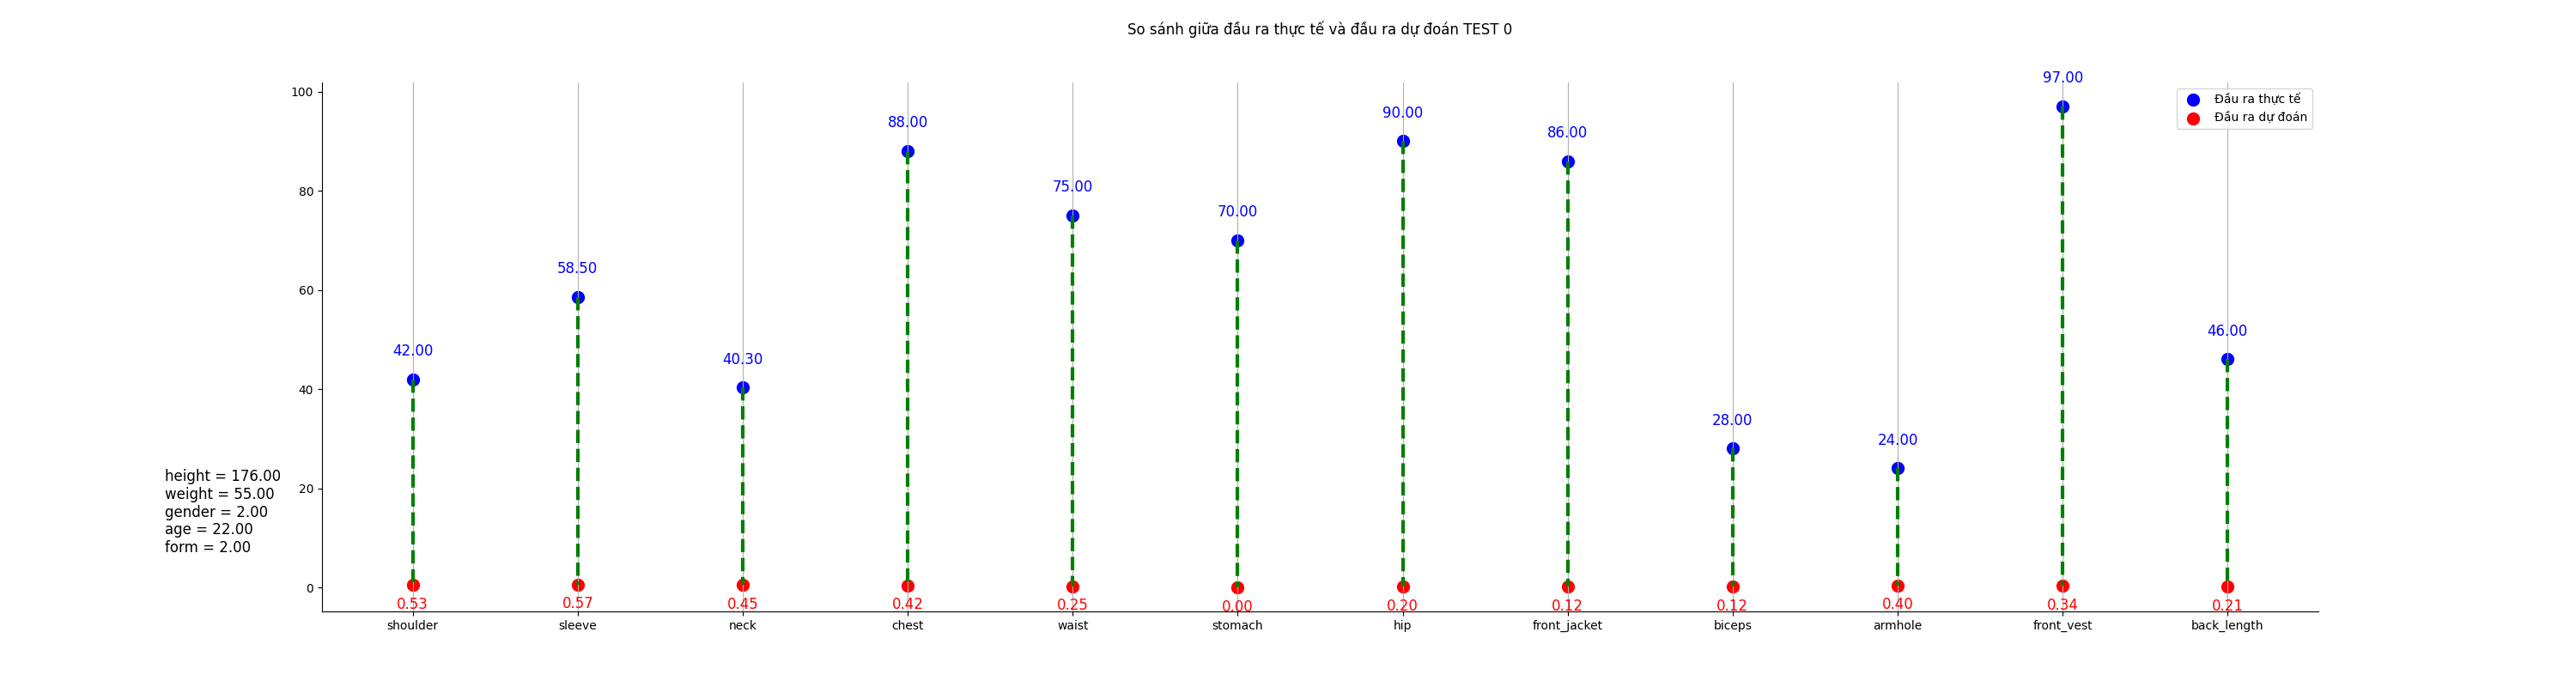 So sánh giữa đầu ra thực tế và đầu ra dự đoán TEST 0
Đầu ra thực tế
Đầu ra dự đoán
100
80
60
40
20
0
42.00
58.50
40.30
88.00
75.00
70.00
90.00
86.00
28.00
24.00
97.00
46.00
height = 176.00
weight = 55.00
gender = 2.00
age = 22.00
form = 2.00
0.53
0.57
0.45
0.42
0.25
0.00
0.20
0.12
0.12
0.40
0.34
0.21
shoulder
sleeve
neck
chest
waist
stomach
hip
front_jacket
biceps
armhole
front_vest
back_length